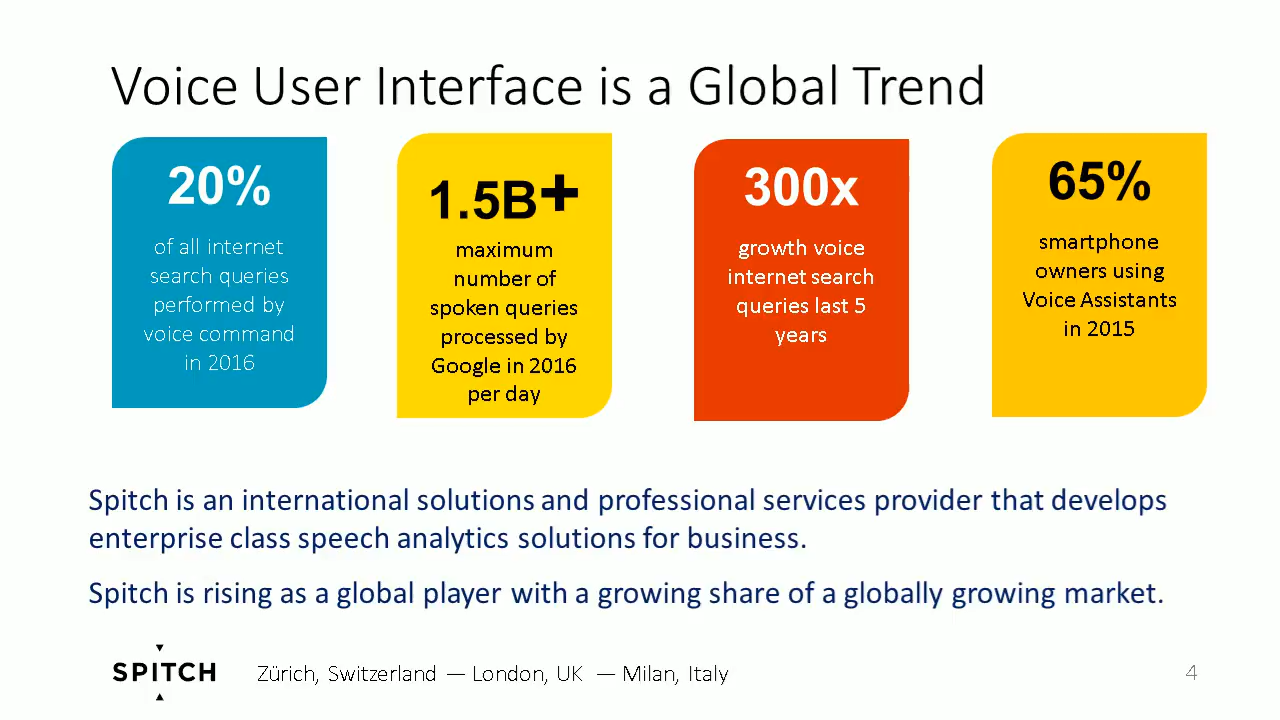 Voice User Interface is a Global Trend
20%
of all internet
search queries
performed by
voice command
in 2016
1.5B+
maximum
number of
spoken queries
processed by
Google in 2016
per day
300x
growth voice
internet search
queries last 5
years
65%
smartphone
owners using
Voice Assistants
in 2015
Spitch is an international solutions and professional services provider that develops
enterprise class speech analytics solutions for business.
Spitch is rising as a global player with a growing share of a globally growing market.
SPITCH
Zürich, Switzerland — London, UK — Milan, Italy
4